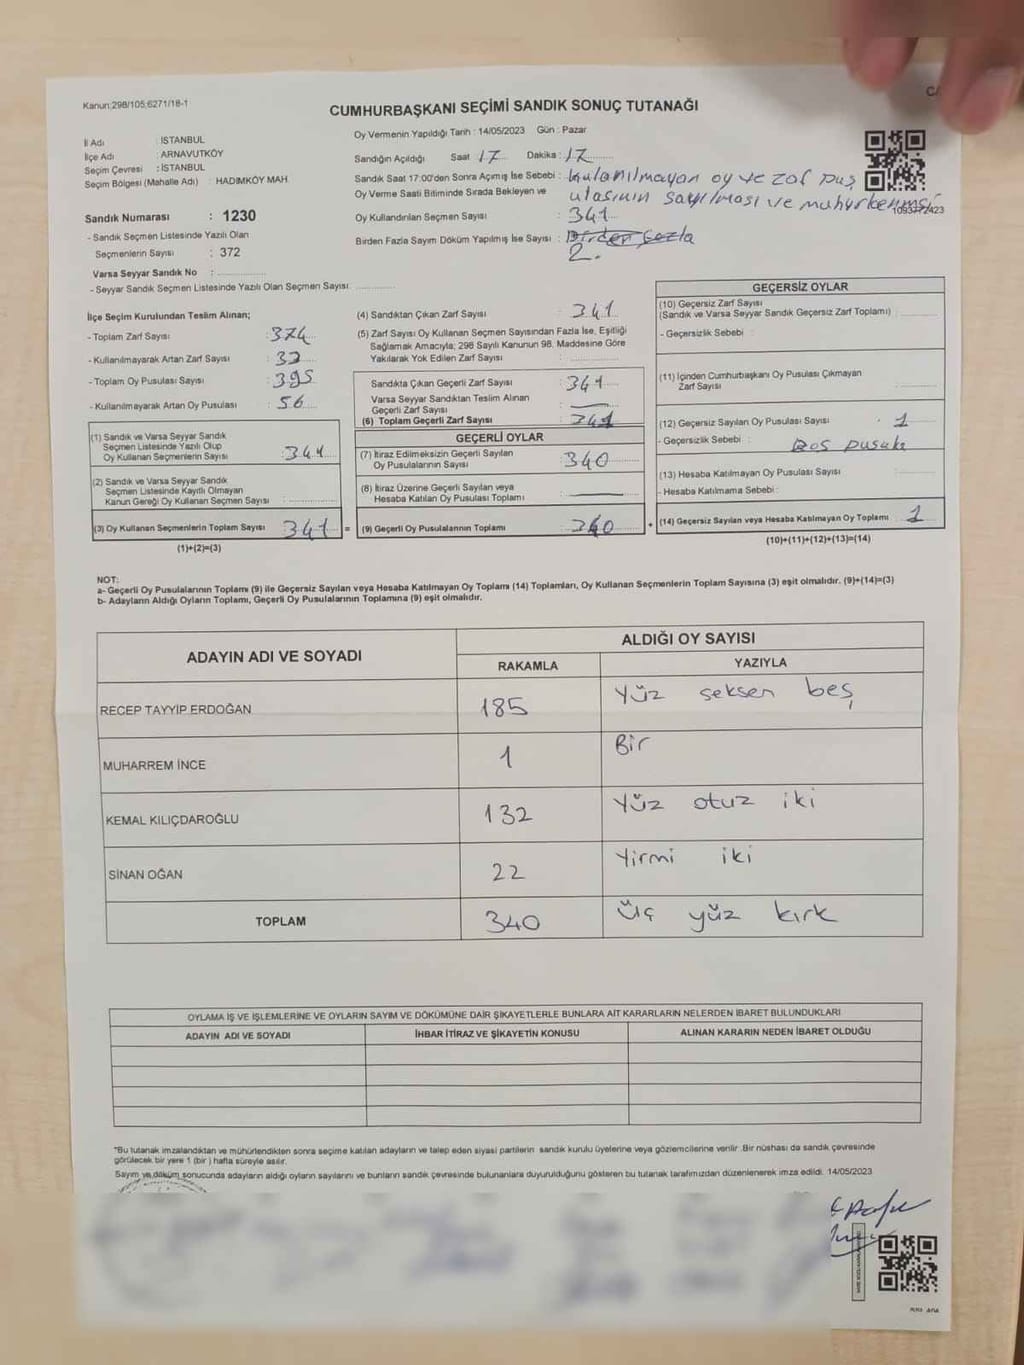 Kanun:298/105;6271/18-1
CUMHURBAŞKANI SEÇİMİ SANDIK SONUÇ TUTANAĞI
İl Adı : İSTANBUL
İlçe Adı : ARNAVUTKÖY
Seçim Çevresi : İSTANBUL
Seçim Bölgesi (Mahalle Adı) : HADIMKÖY MAH.
Sandık Numarası : 1230
- Sandık Seçmen Listesinde Yazılı Olan
Seçmenlerin Sayısı : 372
Varsa Seyyar Sandık No :
- Seyyar Sandık Seçmen Listesinde Yazılı Olan Seçmen Sayısı
Oy Vermenin Yapıldığı Tarih : 14/05/2023 Gün : Pazar
Sandığın Açıldığı Saat 17 Dakika : 17
Sandık Saat 17:00'den Sonra Açımış İse Sebebi : kulanılmayan oy ve zaf pus
Oy Verme Saati Bitiminde Sırada Bekleyen ve ulasının sayılması ve muhurkenmsi
1093772423
Oy Kullandırılan Seçmen Sayısı : 341
Birden Fazla Sayım Döküm Yapılmış İse Sayısı : Birden fazla
2.
İlçe Seçim Kurulundan Teslim Alınan;
- Toplam Zarf Sayısı : 374
- Kullanılmayarak Artan Zarf Sayısı : 33
- Toplam Oy Pusulası Sayısı : 395
- Kullanılmayarak Artan Oy Pusulası : 56
(1) Sandık ve Varsa Seyyar Sandık
Seçmen Listesinde Yazılı Olup
Oy Kullanan Seçmenlerin Sayısı : 341
(2) Sandık ve Varsa Seyyar Sandık
Seçmen Listesinde Kayıtlı Olmayan
Kanun Gereği Oy Kullanan Seçmen Sayısı :
(3) Oy Kullanan Seçmenlerin Toplam Sayısı 341 =
(1)+(2)=(3)
(4) Sandıktan Çıkan Zarf Sayısı : 341
(5) Zarf Sayısı Oy Kullanan Seçmen Sayısından Fazla İse, Eşitliği
Sağlamak Amacıyla; 298 Sayılı Kanunun 98. Maddesine Göre
Yakılarak Yok Edilen Zarf Sayısı :
Sandıkta Çıkan Geçerli Zarf Sayısı : 341
Varsa Seyyar Sandıktan Teslim Alınan
Geçerli Zarf Sayısı :
(6) Toplam Geçerli Zarf Sayısı : 341
GEÇERLİ OYLAR
(7) İtiraz Edilmeksizin Geçerli Sayılan
Oy Pusulalarının Sayısı : 340
(8) İtiraz Üzerine Geçerli Sayılan veya
Hesaba Katılan Oy Pusulası Toplamı :
(9) Geçerli Oy Pusulalarının Toplamı : 340 +
GEÇERSİZ OYLAR
(10) Geçersiz Zarf Sayısı
(Sandık ve Varsa Seyyar Sandık Geçersiz Zarf Toplamı) :
- Geçersizlik Sebebi :
(11) İçinden Cumhurbaşkanı Oy Pusulası Çıkmayan
Zarf Sayısı :
(12) Geçersiz Sayılan Oy Pusulası Sayısı : 1
- Geçersizlik Sebebi : Boş pusula
(13) Hesaba Katılmayan Oy Pusulası Sayısı
- Hesaba Katılmama Sebebi :
(14) Geçersiz Sayılan veya Hesaba Katılmayan Oy Toplamı 1
(10)+(11)+(12)+(13)=(14)
NOT:
a- Geçerli Oy Pusulalarının Toplamı (9) ile Geçersiz Sayılan veya Hesaba Katılmayan Oy Toplamı (14) Toplamları, Oy Kullanan Seçmenlerin Toplam Sayısına (3) eşit olmalıdır. (9)+(14)=(3)
b- Adayların Aldığı Oyların Toplamı, Geçerli Oy Pusulalarının Toplamına (9) eşit olmalıdır.
ADAYIN ADI VE SOYADI
ALDIĞI OY SAYISI
RAKAMLA YAZIYLA
RECEP TAYYİP ERDOĞAN 185 Yüz seksen beş
MUHARREM İNCE 1 Bir
KEMAL KILIÇDAROĞLU 132 Yüz otuz iki
SİNAN OĞAN 22 Yirmi iki
TOPLAM 340 Üç yüz kırk
OYLAMA İŞ VE İŞLEMLERİNE VE OYLARIN SAYIM VE DÖKÜMÜNE DAİR ŞİKAYETLERLE BUNLARA AİT KARARLARIN NELERDEN İBARET BULUNDUKLARI
ADAYIN ADI VE SOYADI İHBAR İTİRAZ VE ŞİKAYETİN KONUSU ALINAN KARARIN NEDEN İBARET OLDUĞU
"Bu tutanak imzalandıktan ve mühürlendikten sonra seçime katılan adayların ve talep eden siyasi partilerin sandık kurulu üyelerine veya gözlemcilerine verilir. Bir nüshası da sandık çevresinde
görülecek bir yere 1 (bir) hafta süreyle asılır.
Sayım ve döküm sonucunda adayların aldığı oyların sayılarını ve bunların sandık çevresinde bulunanlara duyurulduğunu gösteren bu tutanak tarafımızdan düzenlenerek imza edildi. 14/05/2023